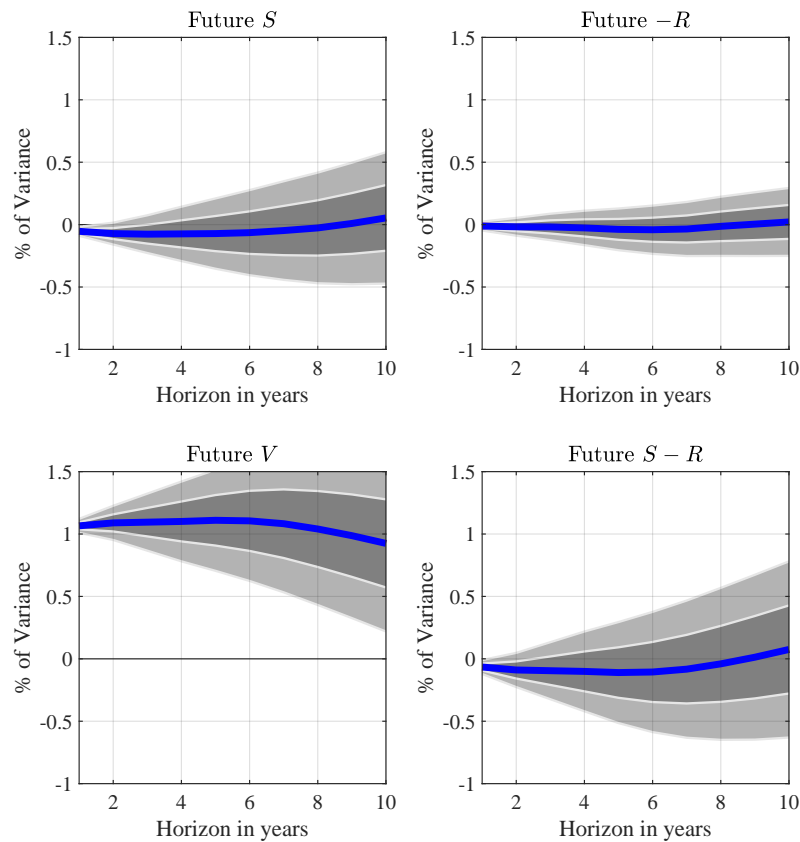 Future S
% of Variance
1.5
1
0.5
0
-0.5
-1
2 4 6 8 10
Horizon in years
Future −R
% of Variance
1.5
1
0.5
0
-0.5
-1
2 4 6 8 10
Horizon in years
Future V
% of Variance
1.5
1
0.5
0
-0.5
-1
2 4 6 8 10
Horizon in years
Future S − R
% of Variance
1.5
1
0.5
0
-0.5
-1
2 4 6 8 10
Horizon in years